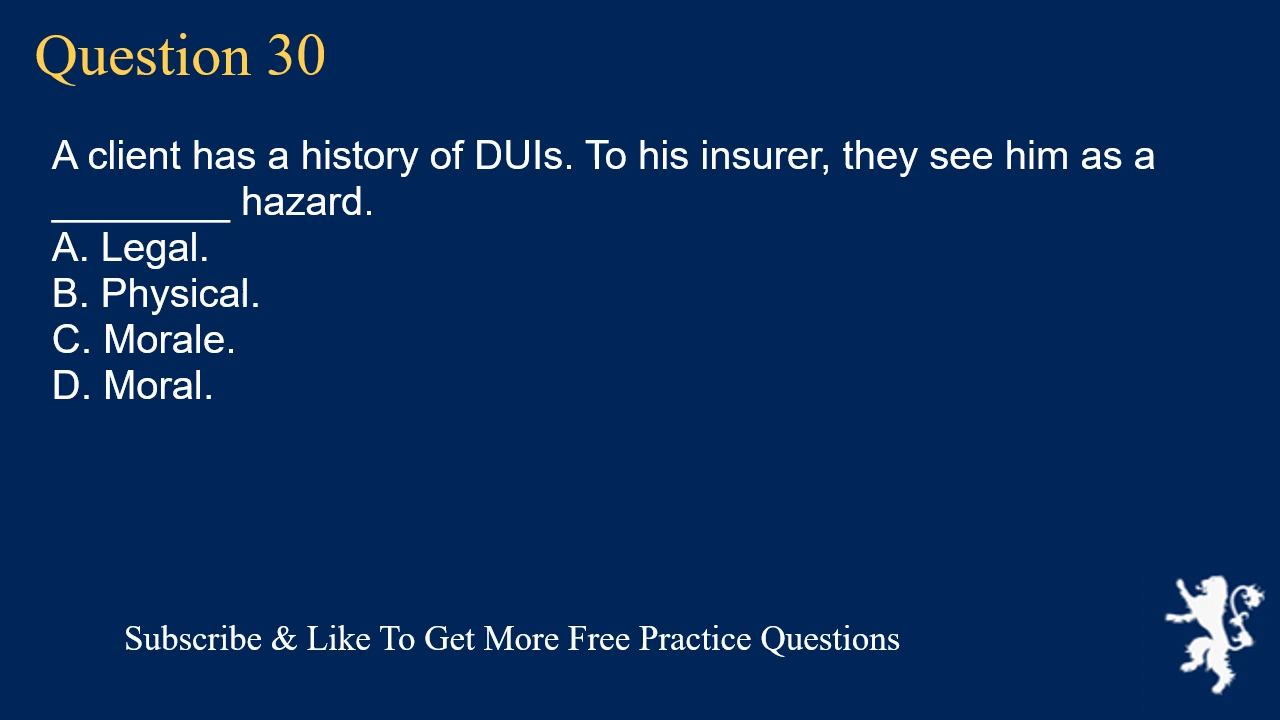 Question 30
A client has a history of DUIs. To his insurer, they see him as a
________ hazard.
A. Legal.
B. Physical.
C. Morale.
D. Moral.
Subscribe & Like To Get More Free Practice Questions